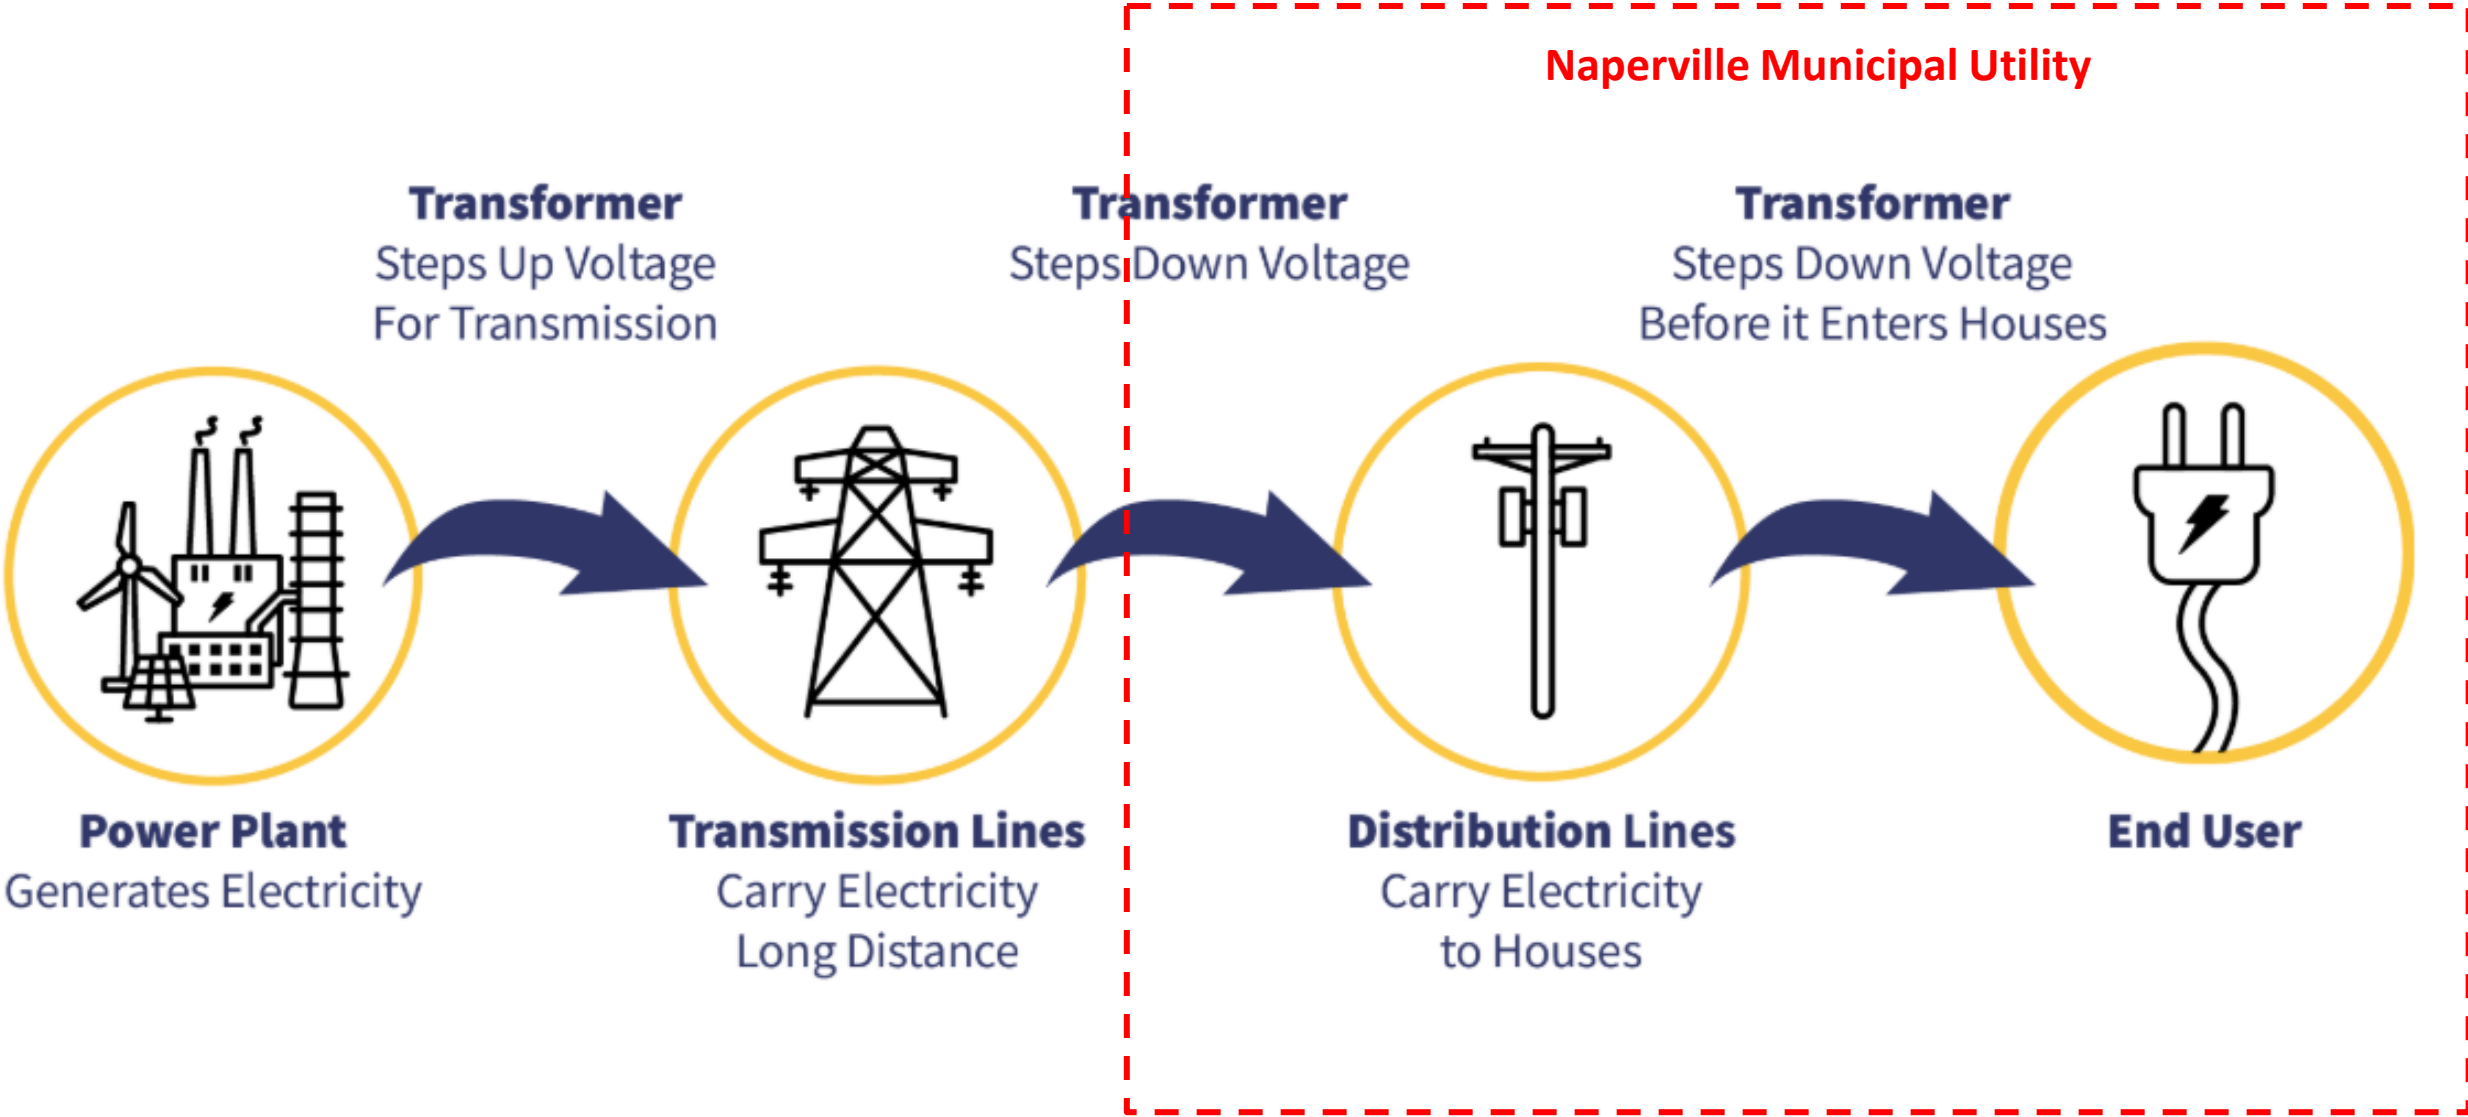 Naperville Municipal Utility
Transformer
Steps Up Voltage
For Transmission
Transformer
Steps Down Voltage
Transformer
Steps Down Voltage
Before it Enters Houses
Power Plant
Generates Electricity
Transmission Lines
Carry Electricity
Long Distance
Distribution Lines
Carry Electricity
to Houses
End User